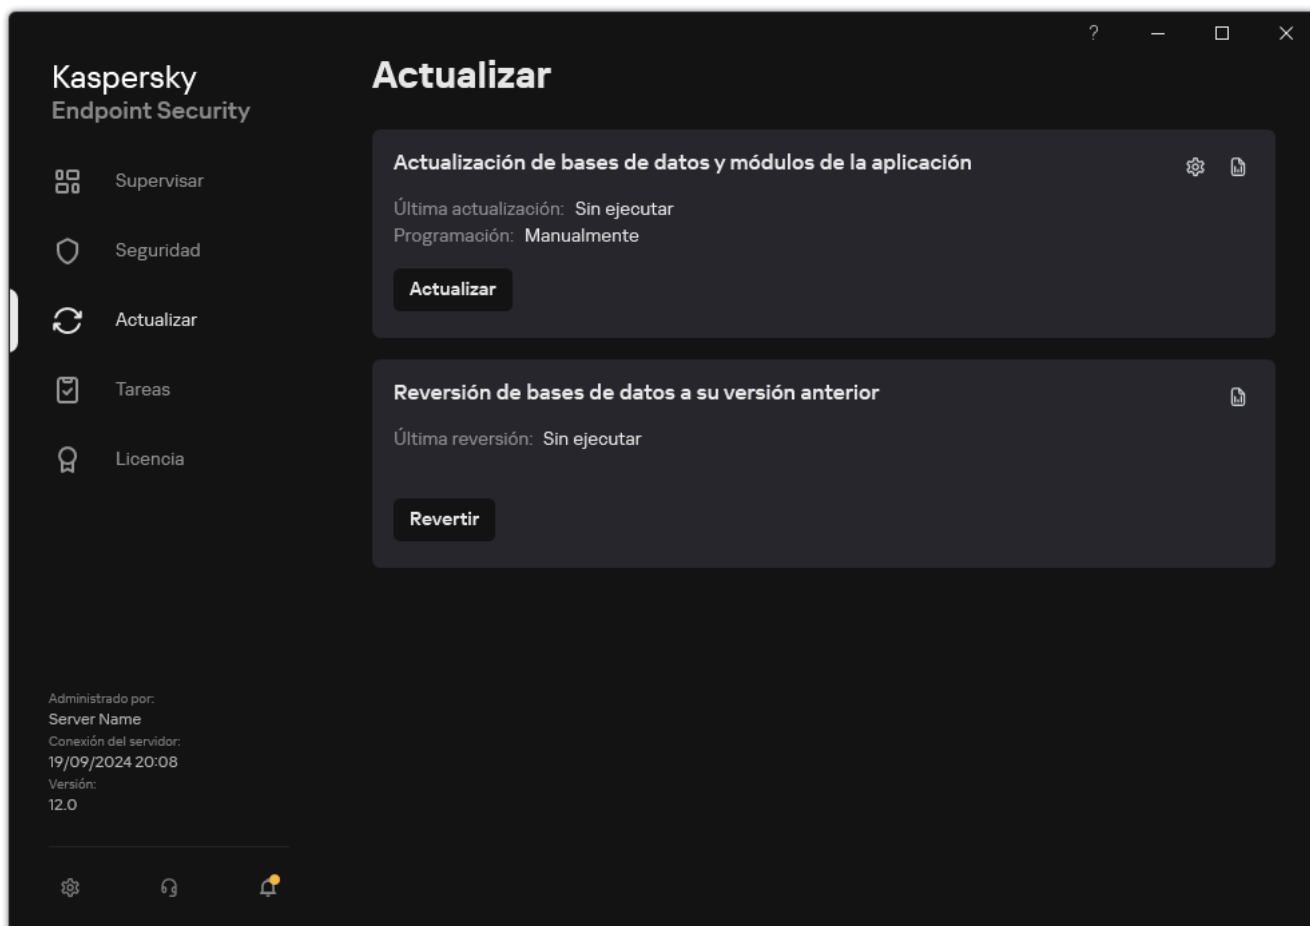 ?
Kaspersky
Endpoint Security
Supervisar
Seguridad
Actualizar
Tareas
Licencia
Administrado por:
Server Name
Conexión del servidor:
19/09/2024 20:08
Versión:
12.0
Actualizar
Actualización de bases de datos y módulos de la aplicación
Última actualización: Sin ejecutar
Programación: Manualmente
Actualizar
Reversión de bases de datos a su versión anterior
Última reversión: Sin ejecutar
Revertir